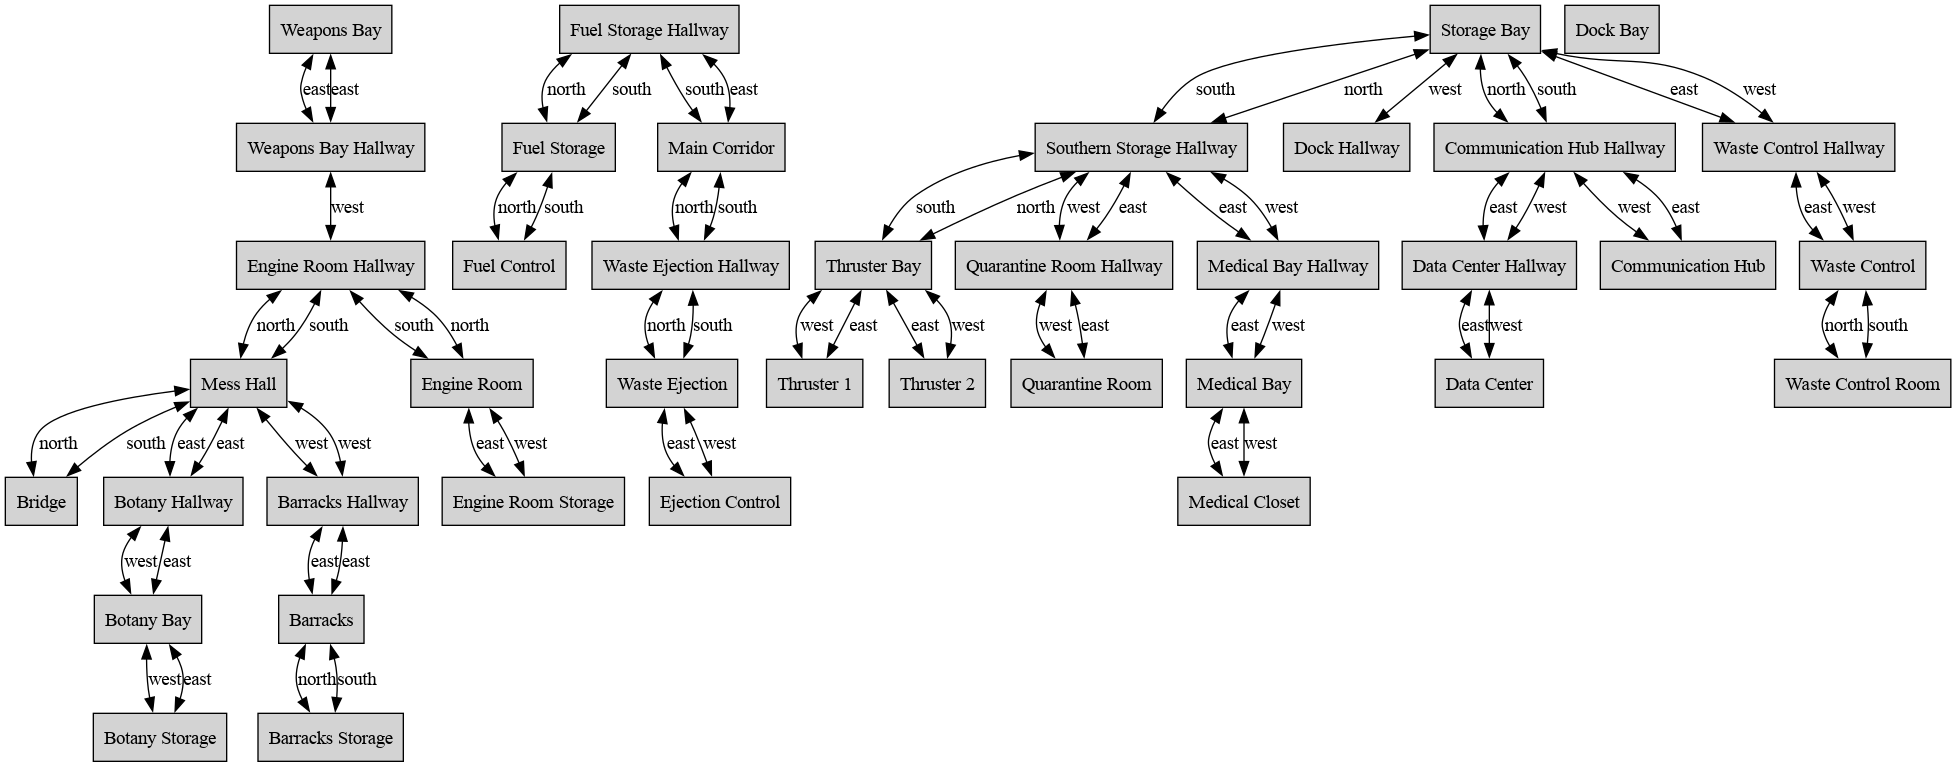 Weapons Bay
Fuel Storage Hallway
Storage Bay
Dock Bay
east
east
north
south
south
east
south
north
west
north
south
east
west
Weapons Bay Hallway
Fuel Storage
Main Corridor
Southern Storage Hallway
Dock Hallway
Communication Hub Hallway
Waste Control Hallway
west
north
south
north
south
south
north
west
east
east
west
east
west
west
east
east
west
Engine Room Hallway
Fuel Control
Waste Ejection Hallway
Thruster Bay
Quarantine Room Hallway
Medical Bay Hallway
Data Center Hallway
Communication Hub
Waste Control
north
south
south
north
north
south
west
east
east
west
west
east
east
west
east
west
north
south
Mess Hall
Engine Room
Waste Ejection
Thruster 1
Thruster 2
Quarantine Room
Medical Bay
Data Center
Waste Control Room
north
south
east
east
west
west
east
west
east
west
east
west
Bridge
Botany Hallway
Barracks Hallway
Engine Room Storage
Ejection Control
Medical Closet
west
east
east
east
Botany Bay
Barracks
west
east
north
south
Botany Storage
Barracks Storage